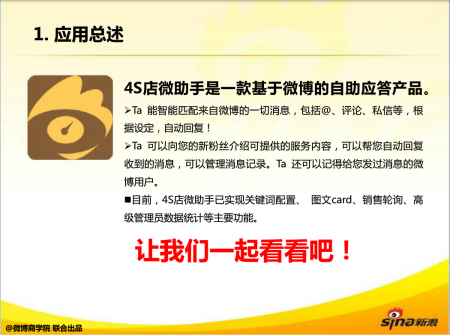 1. 应用总述
4S店微助手是一款基于微博的自助应答产品。
➢Ta 能智能匹配来自微博的一切消息，包括@、评论、私信等，根
据设定，自动回复！
➢Ta 可以向您的新粉丝介绍可提供的服务内容，可以帮您自动回复
收到的消息，可以管理消息记录。Ta 还可以记得给您发过消息的微
博用户。
■目前，4S店微助手已实现关键词配置、 图文card、销售轮询、高
级管理员数据统计等主要功能。
让我们一起看看吧！
@微博商学院 联合出品
sina新浪